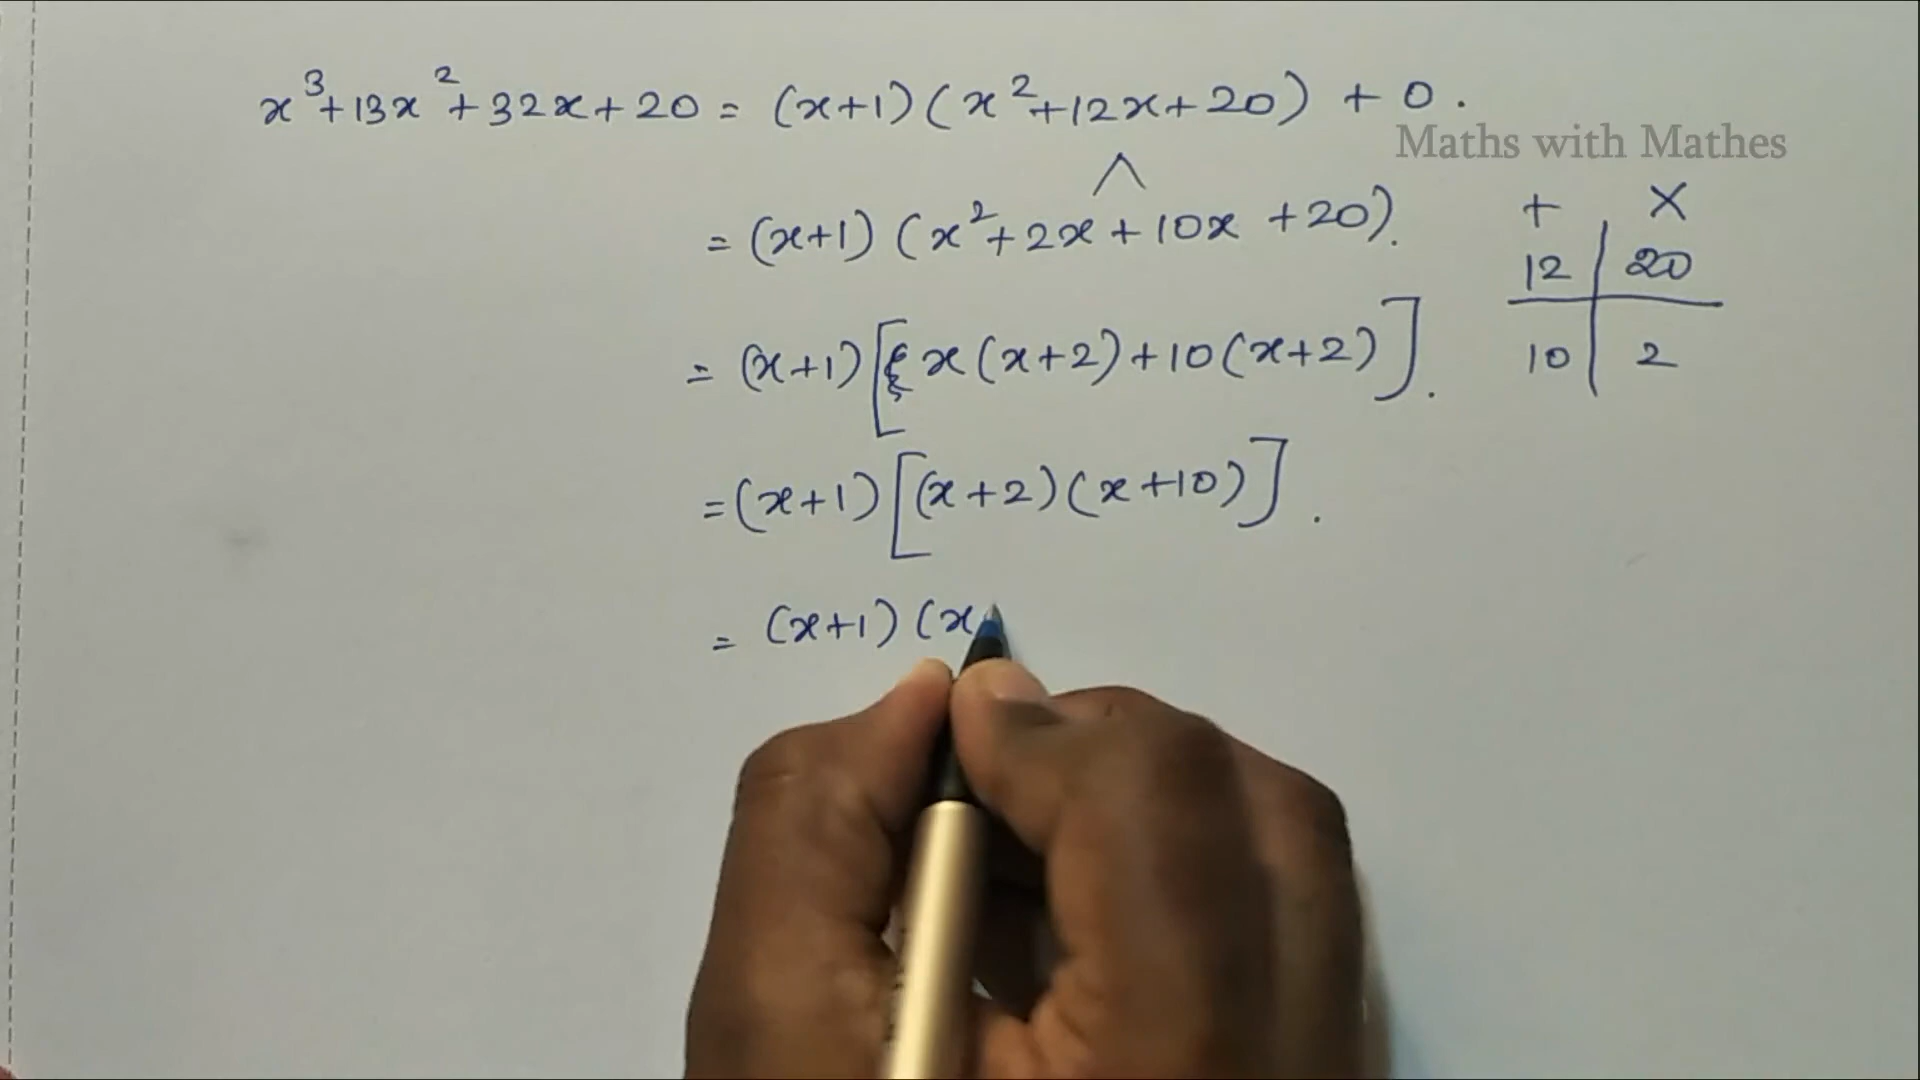 x³+13x²+32x+20 = (x+1)(x²+12x+20) + 0.
Maths with Mathes
= (x+1)(x²+2x+10x+20).
= (x+1)[x(x+2)+10(x+2)].
= (x+1)[(x+2)(x+10)].
= (x+1)(x
+ ×
12 20
10 2